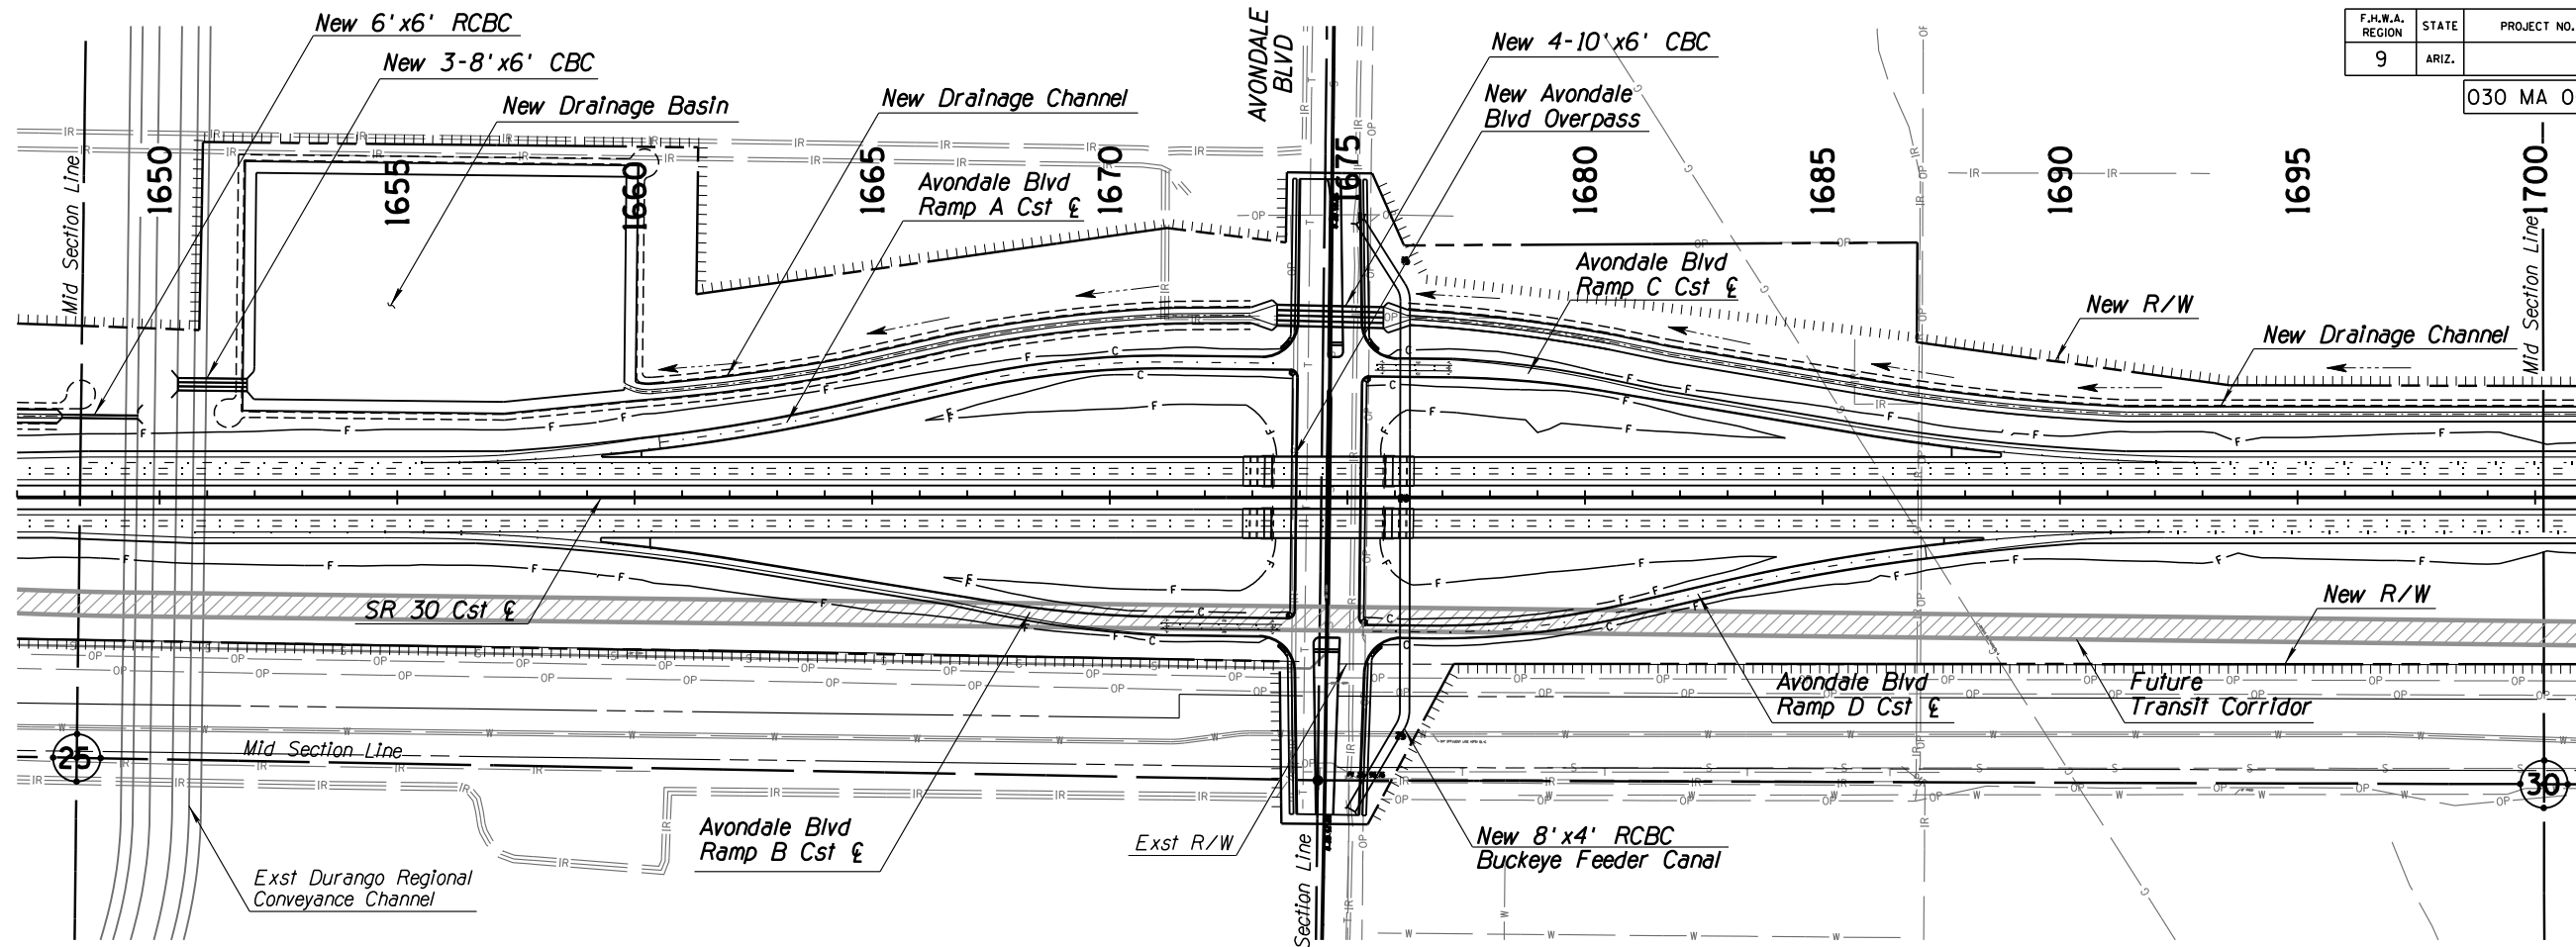 New 6'x6' RCBC
New 3-8'x6' CBC
New Drainage Basin
New Drainage Channel
AVONDALE
BLVD
New 4-10'x6' CBC
New Avondale
Blvd Overpass
F.H.W.A.
REGION
STATE
PROJECT NO.
9
ARIZ.
030 MA 0
Mid Section Line
1650
1655
1660
1665
1670
1675
1680
1685
1690
1695
1700
Mid Section Line
Avondale Blvd
Ramp A Cst ℄
Avondale Blvd
Ramp C Cst ℄
New R/W
New Drainage Channel
SR 30 Cst ℄
New R/W
Avondale Blvd
Ramp D Cst ℄
Future
Transit Corridor
25
Mid Section Line
30
Avondale Blvd
Ramp B Cst ℄
Exst R/W
New 8'x4' RCBC
Buckeye Feeder Canal
Exst Durango Regional
Conveyance Channel
Section Line